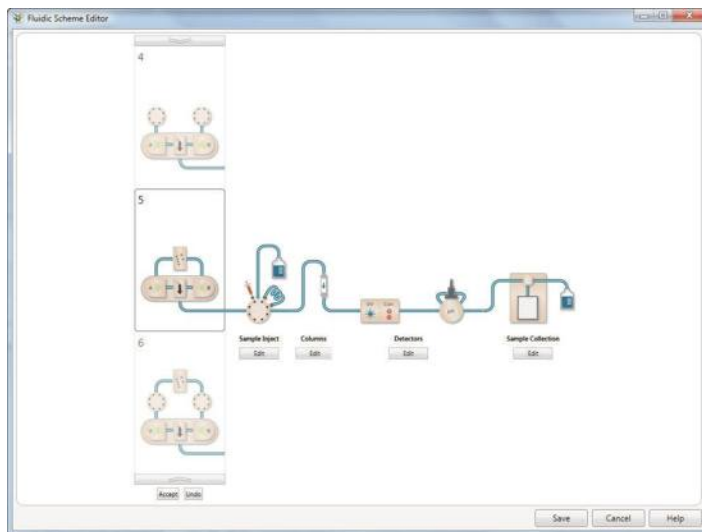 Fluidic Scheme Editor
4
5
Sample Inject
Columns
Detectors
Sample Collection
Edit
Edit
Edit
Edit
6
Accept
Undo
Save
Cancel
Help